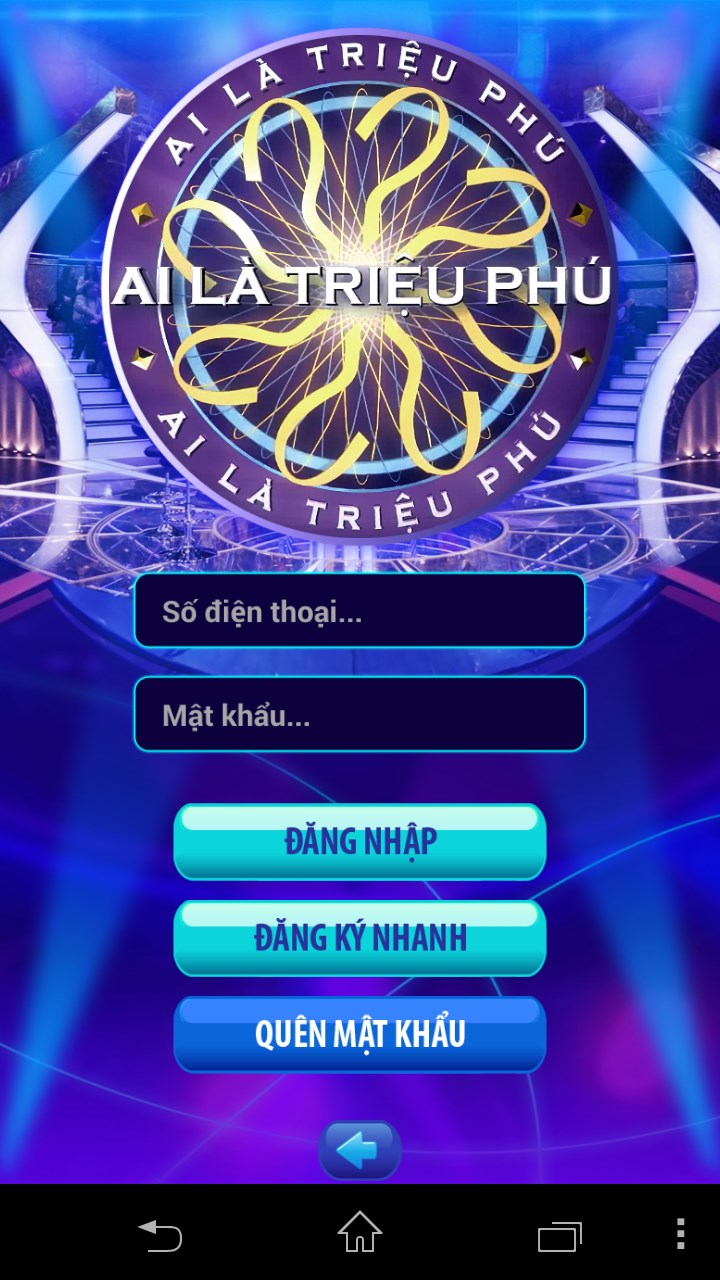 AI LÀ TRIỆU PHÚ
AI LÀ TRIỆU PHÚ
AI LÀ TRIỆU PHÚ
Số điện thoại...
Mật khẩu...
ĐĂNG NHẬP
ĐĂNG KÝ NHANH
QUÊN MẬT KHẨU